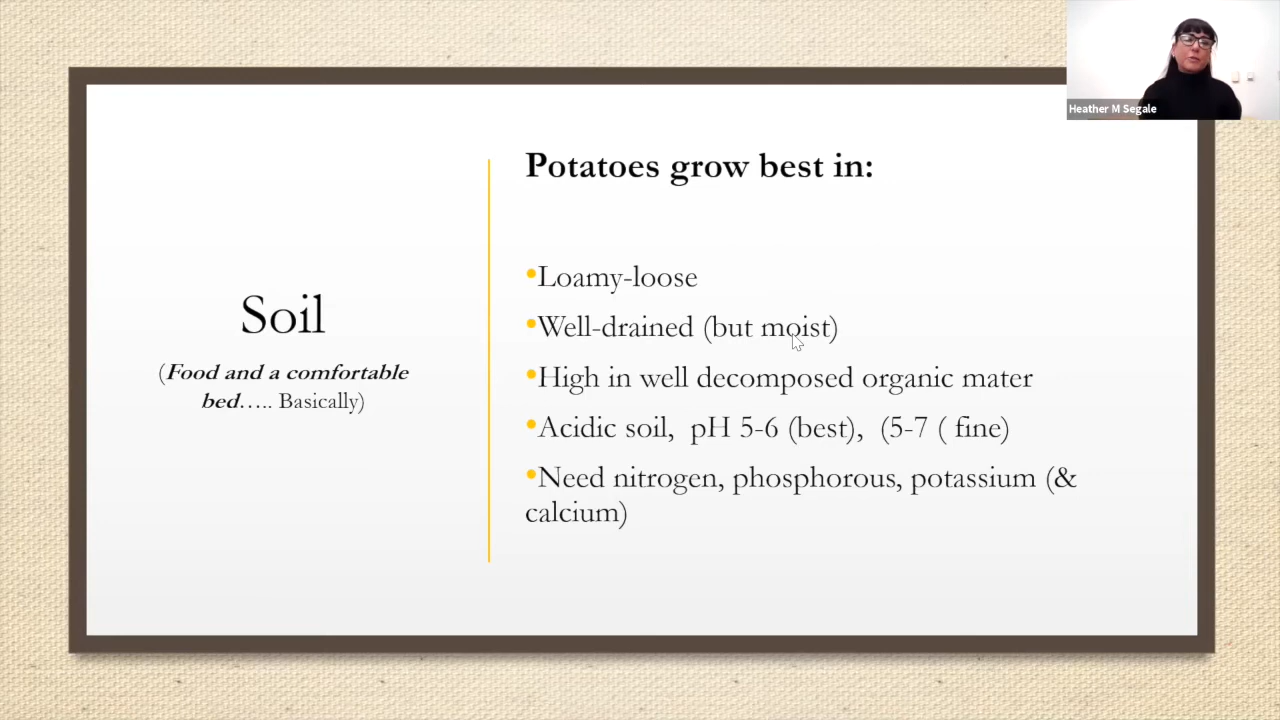 Heather M Segale
Soil
(Food and a comfortable
bed….. Basically)
Potatoes grow best in:
•Loamy-loose
•Well-drained (but moist)
•High in well decomposed organic mater
•Acidic soil,  pH 5-6 (best),  (5-7 ( fine)
•Need nitrogen, phosphorous, potassium (&
calcium)